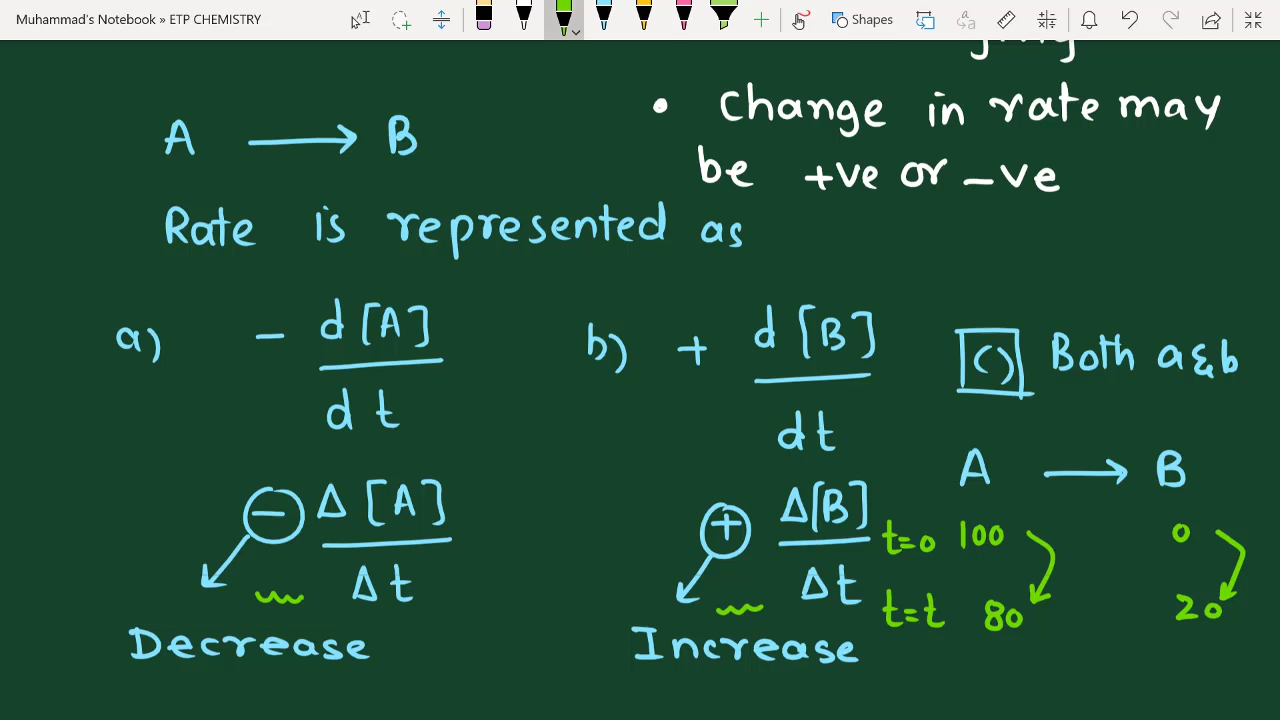 Muhammad's Notebook » ETP CHEMISTRY
Shapes
• Change in rate may
be +ve or -ve
A → B
Rate is represented as
a) - d[A]/dt
b) + d[B]/dt
C) Both a & b
- Δ[A]/Δt
+ Δ[B]/Δt
Decrease
Increase
A → B
t=0 100 0
t=t 80 20